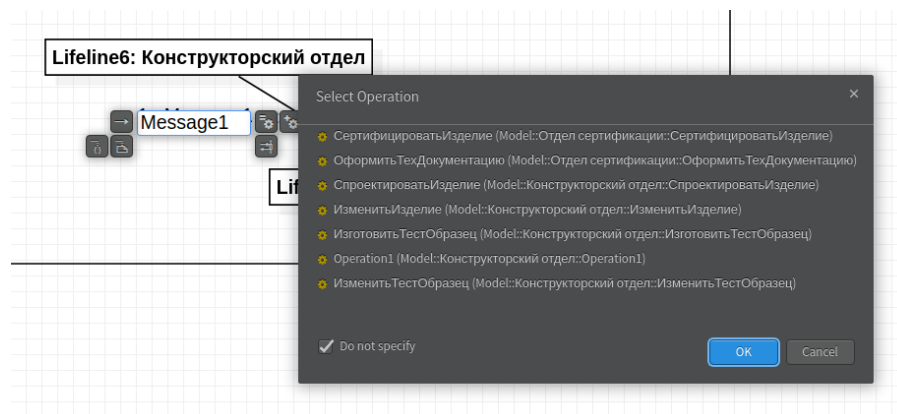 Lifeline6: Конструкторский отдел
Select Operation
Message1
СертифицироватьИзделие (Model::Отдел сертификации::СертифицироватьИзделие)
ОформитьТехДокументацию (Model::Отдел сертификации::ОформитьТехДокументацию)
СпроектироватьИзделие (Model::Конструкторский отдел::СпроектироватьИзделие)
Lif
ИзменитьИзделие (Model::Конструкторский отдел::ИзменитьИзделие)
ИзготовитьТестОбразец (Model::Конструкторский отдел::ИзготовитьТестОбразец)
Operation1 (Model::Конструкторский отдел::Operation1)
ИзменитьТестОбразец (Model::Конструкторский отдел::ИзменитьТестОбразец)
Do not specify
OK
Cancel